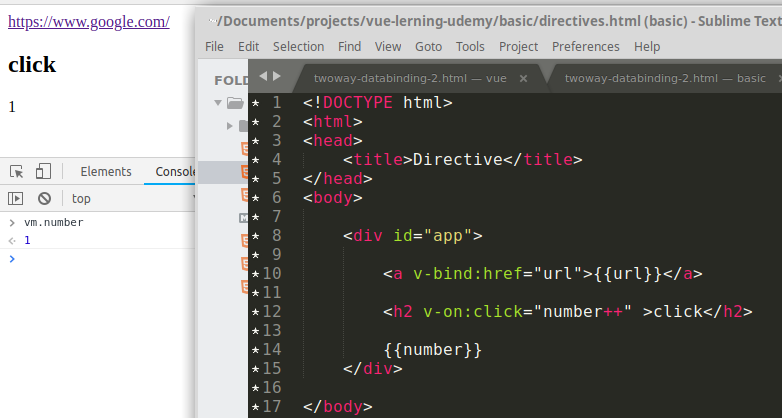 https://www.google.com/
click
1
Elements Console
top
> vm.number
<· 1
>
/Documents/projects/vue-lerning-udemy/basic/directives.html (basic) - Sublime Text
File Edit Selection Find View Goto Tools Project Preferences Help
FOLD
twoway-databinding-2.html — vue × twoway-databinding-2.html — basic
* 1 <!DOCTYPE html>
* 2 <html>
* 3 <head>
* 4 <title>Directive</title>
* 5 </head>
* 6 <body>
* 7
* 8 <div id="app">
* 9
* 10 <a v-bind:href="url">{{url}}</a>
* 11
* 12 <h2 v-on:click="number++" >click</h2>
* 13
* 14 {{number}}
* 15 </div>
* 16
* 17 </body>